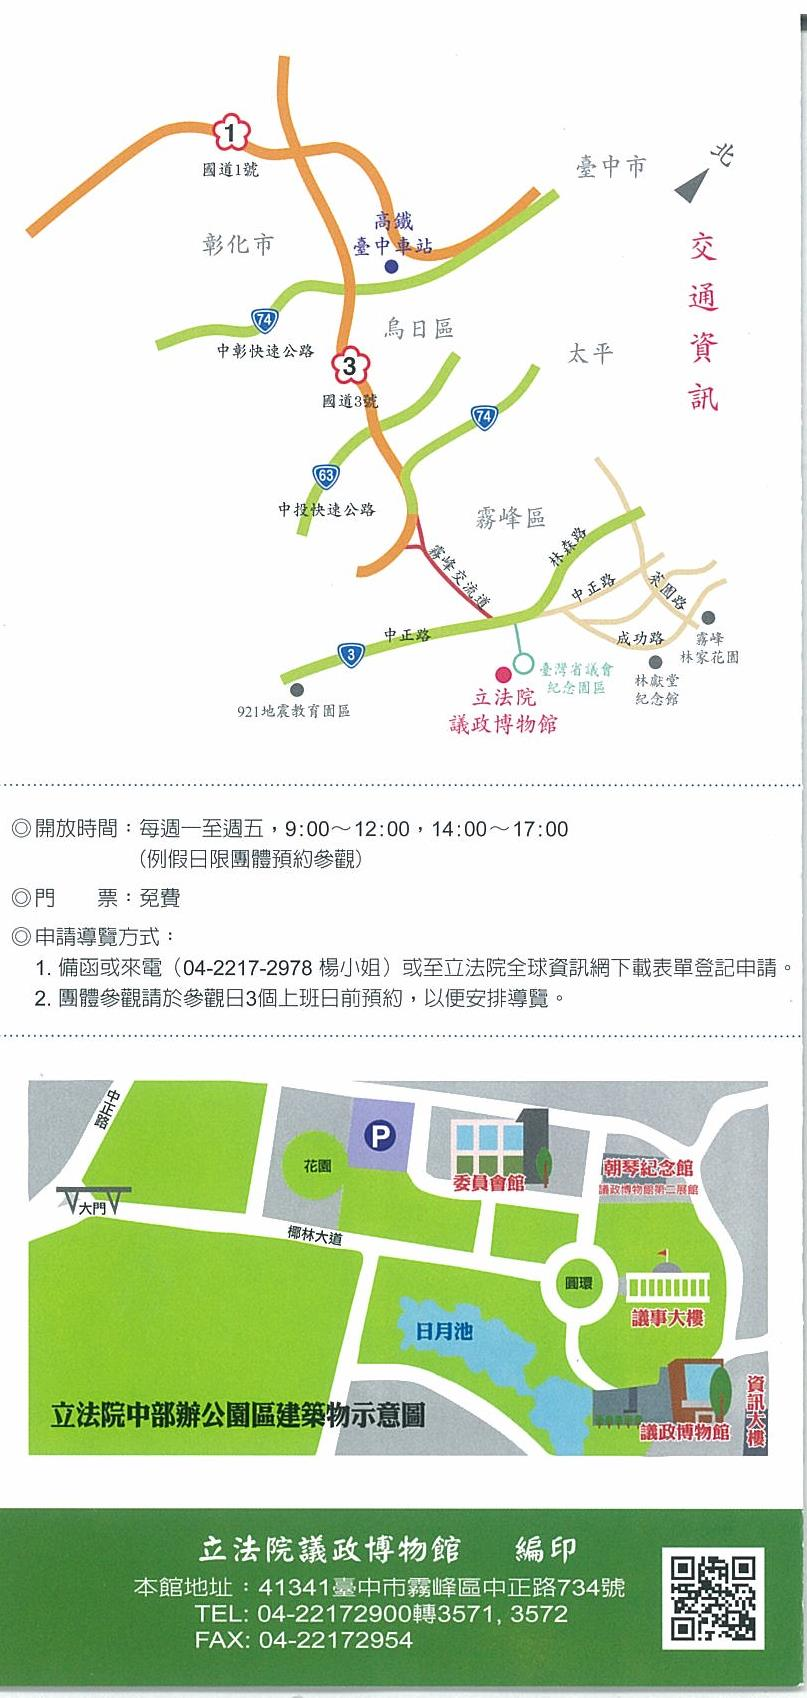 北
交通資訊
臺中市
1
國道1號
高鐵
臺中車站
彰化市
74
中彰快速公路
烏日區
太平
3
國道3號
74
63
中投快速公路
霧峰區
霧峰交流道
林森路
中正路
萊園路
成功路
霧峰
林家花園
林獻堂
紀念館
中正路
3
臺灣省議會
紀念園區
立法院
議政博物館
921地震教育園區
◎開放時間：每週一至週五，9:00～12:00，14:00～17:00
（例假日限團體預約參觀）
◎門　　票：免費
◎申請導覽方式：
1. 備函或來電（04-2217-2978 楊小姐）或至立法院全球資訊網下載表單登記申請。
2. 團體參觀請於參觀日3個上班日前預約，以便安排導覽。
中正路
大門
花園
P
委員會館
朝琴紀念館
議政博物館第二展館
椰林大道
圓環
議事大樓
日月池
立法院中部辦公園區建築物示意圖
議政博物館
資訊大樓
立法院議政博物館　編印
本館地址：41341臺中市霧峰區中正路734號
TEL: 04-22172900轉3571, 3572
FAX: 04-22172954